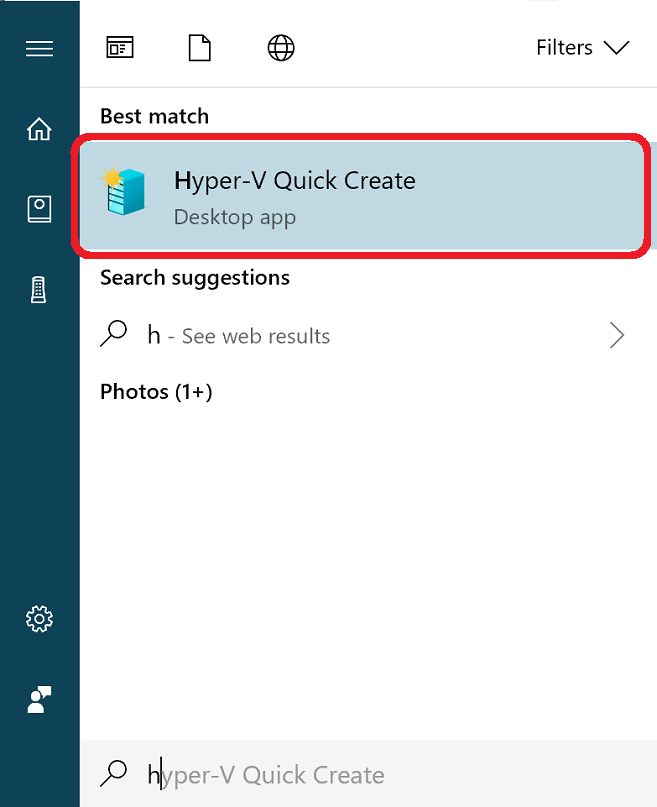 Filters
Best match
Hyper-V Quick Create
Desktop app
Search suggestions
h - See web results
Photos (1+)
hyper-V Quick Create